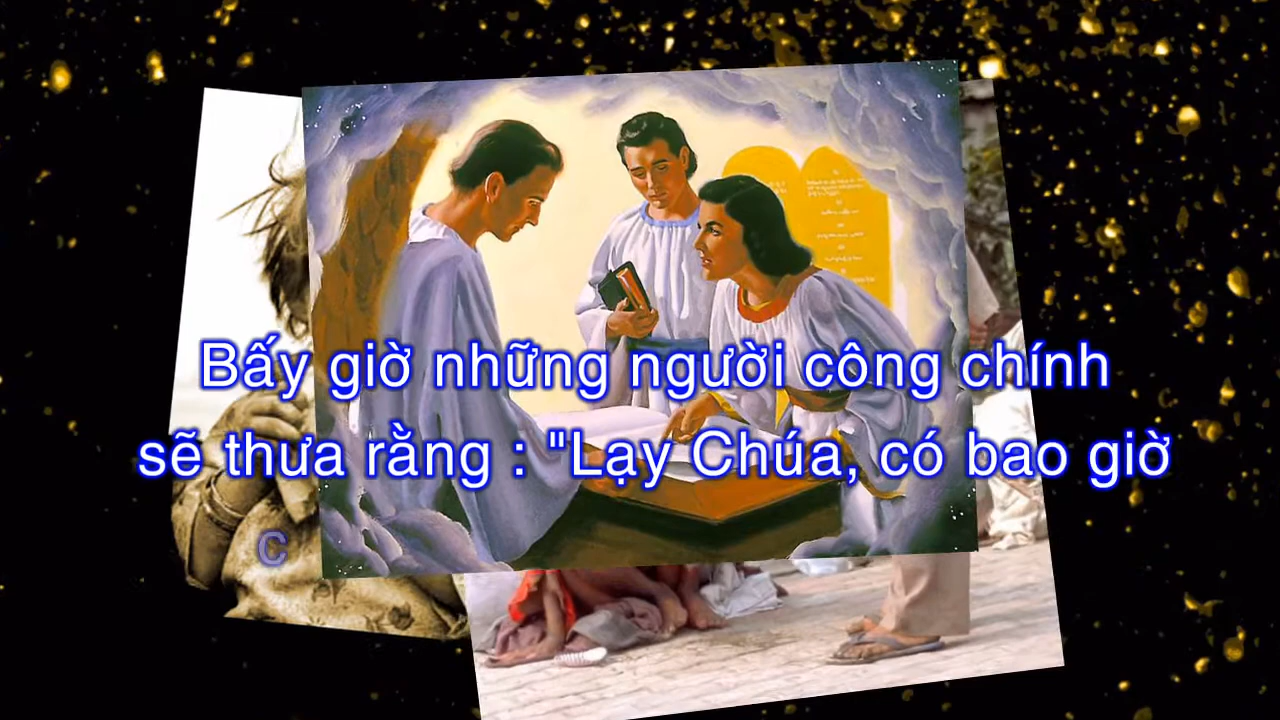 Bấy giờ những người công chính
sẽ thưa rằng : "Lạy Chúa, có bao giờ
c